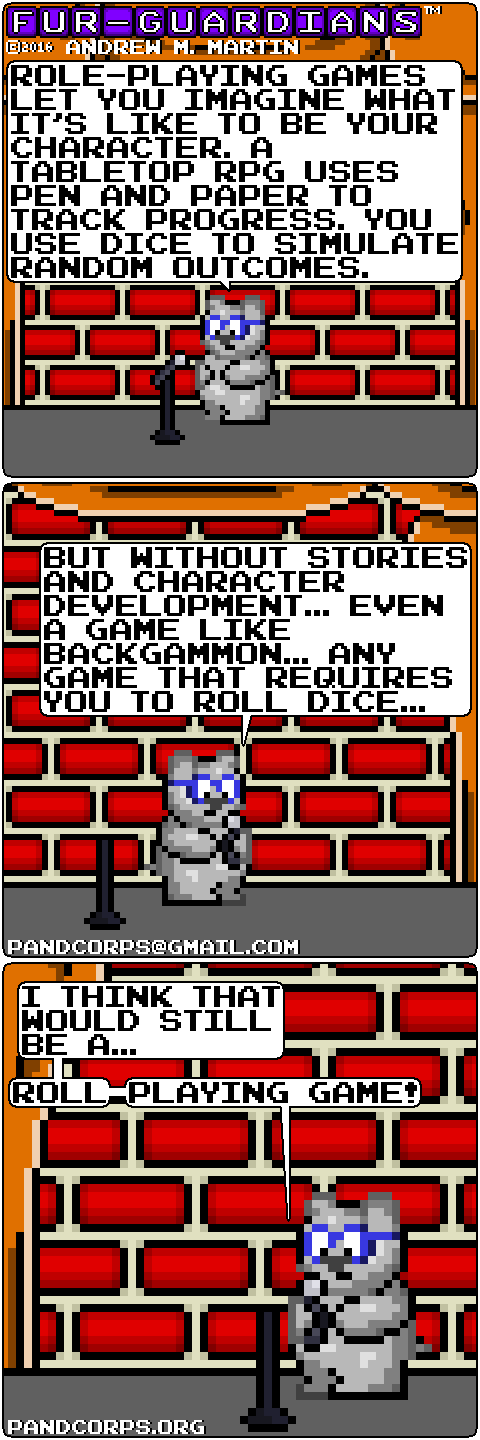 FUR-GUARDIANS™
©2016 ANDREW M. MARTIN
ROLE-PLAYING GAMES
LET YOU IMAGINE WHAT
IT'S LIKE TO BE YOUR
CHARACTER. A
TABLETOP RPG USES
PEN AND PAPER TO
TRACK PROGRESS. YOU
USE DICE TO SIMULATE
RANDOM OUTCOMES.
BUT WITHOUT STORIES
AND CHARACTER
DEVELOPMENT... EVEN
A GAME LIKE
BACKGAMMON... ANY
GAME THAT REQUIRES
YOU TO ROLL DICE...
PANDCORPS@GMAIL.COM
I THINK THAT
WOULD STILL
BE A...
ROLL-PLAYING GAME!
PANDCORPS.ORG